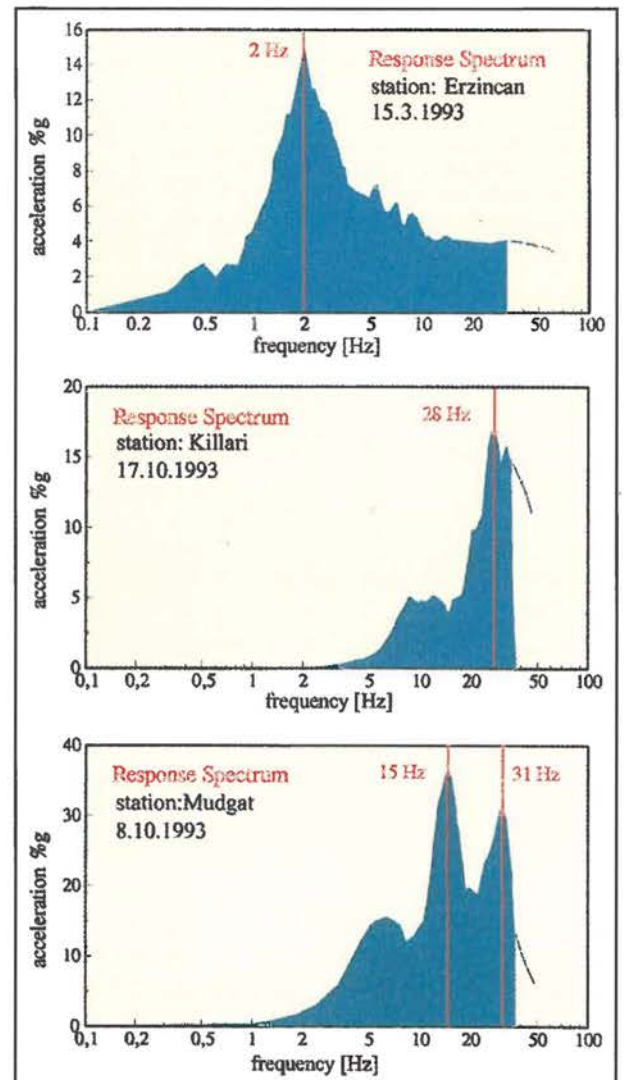 16
14
12
10
8
6
4
2
0
acceleration %g
2 Hz
Response Spectrum
station: Erzincan
15.3.1993
0.1 0.2 0.5 1 2 5 10 20 50 100
frequency [Hz]
20
15
10
5
0
acceleration %g
Response Spectrum
station: Killari
17.10.1993
28 Hz
0,1 0,2 0,5 1 2 5 10 20 50 100
frequency [Hz]
40
30
20
10
0
acceleration %g
Response Spectrum
station:Mudgat
8.10.1993
15 Hz 31 Hz
0,1 0,2 0,5 1 2 5 10 20 50 100
frequency [Hz]